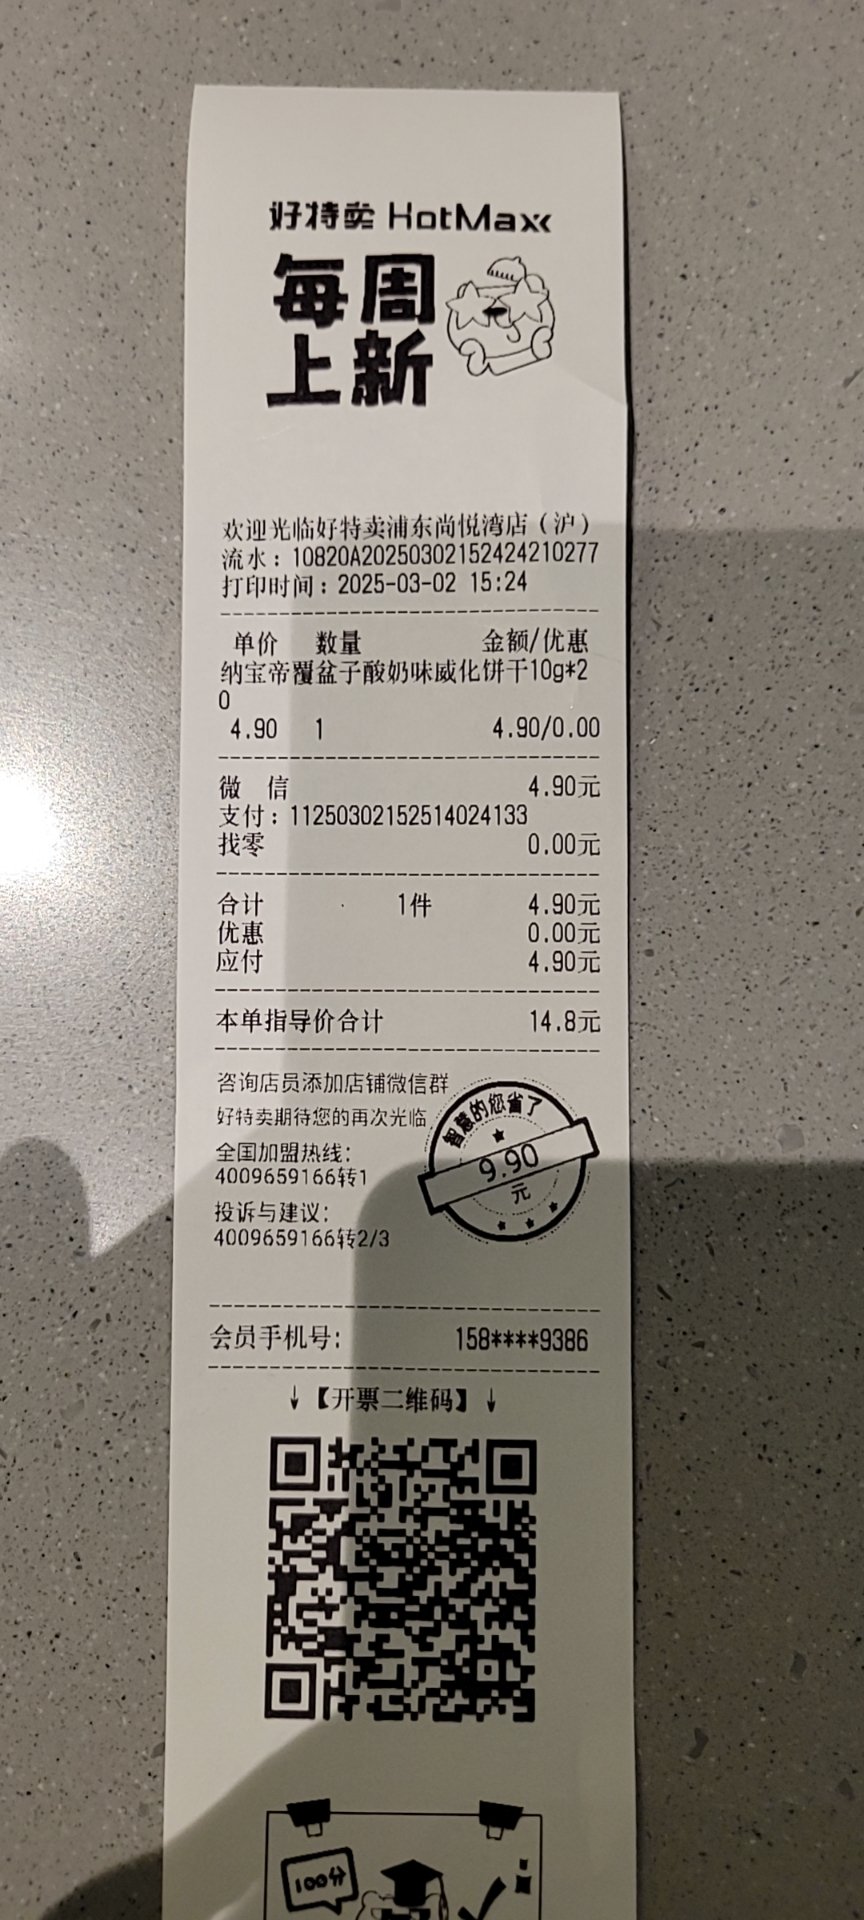 好特卖 HotMaxx
每周
上新
欢迎光临好特卖浦东尚悦湾店（沪）
流水：10820A20250302152424210277
打印时间：2025-03-02 15:24
单价 数量 金额/优惠
纳宝帝覆盆子酸奶味威化饼干10g*2
0
4.90 1 4.90/0.00
微 信 4.90元
支付：11250302152514024133
找零 0.00元
合计 1件 4.90元
优惠 0.00元
应付 4.90元
本单指导价合计 14.8元
咨询店员添加店铺微信群
好特卖期待您的再次光临
全国加盟热线：
4009659166转1
投诉与建议：
4009659166转2/3
智慧的您省了
9.90
元
会员手机号： 158****9386
↓【开票二维码】↓
100分